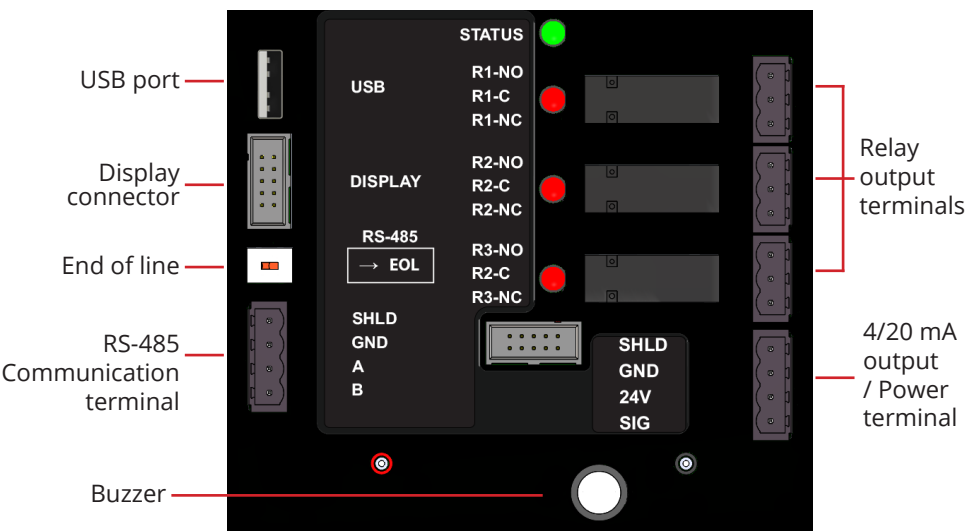 USB port
Display
connector
End of line
RS-485
Communication
terminal
Buzzer
STATUS
USB
R1-NO
R1-C
R1-NC
DISPLAY
R2-NO
R2-C
R2-NC
RS-485
→ EOL
R3-NO
R2-C
R3-NC
SHLD
GND
A
B
SHLD
GND
24V
SIG
Relay
output
terminals
4/20 mA
output
/ Power
terminal